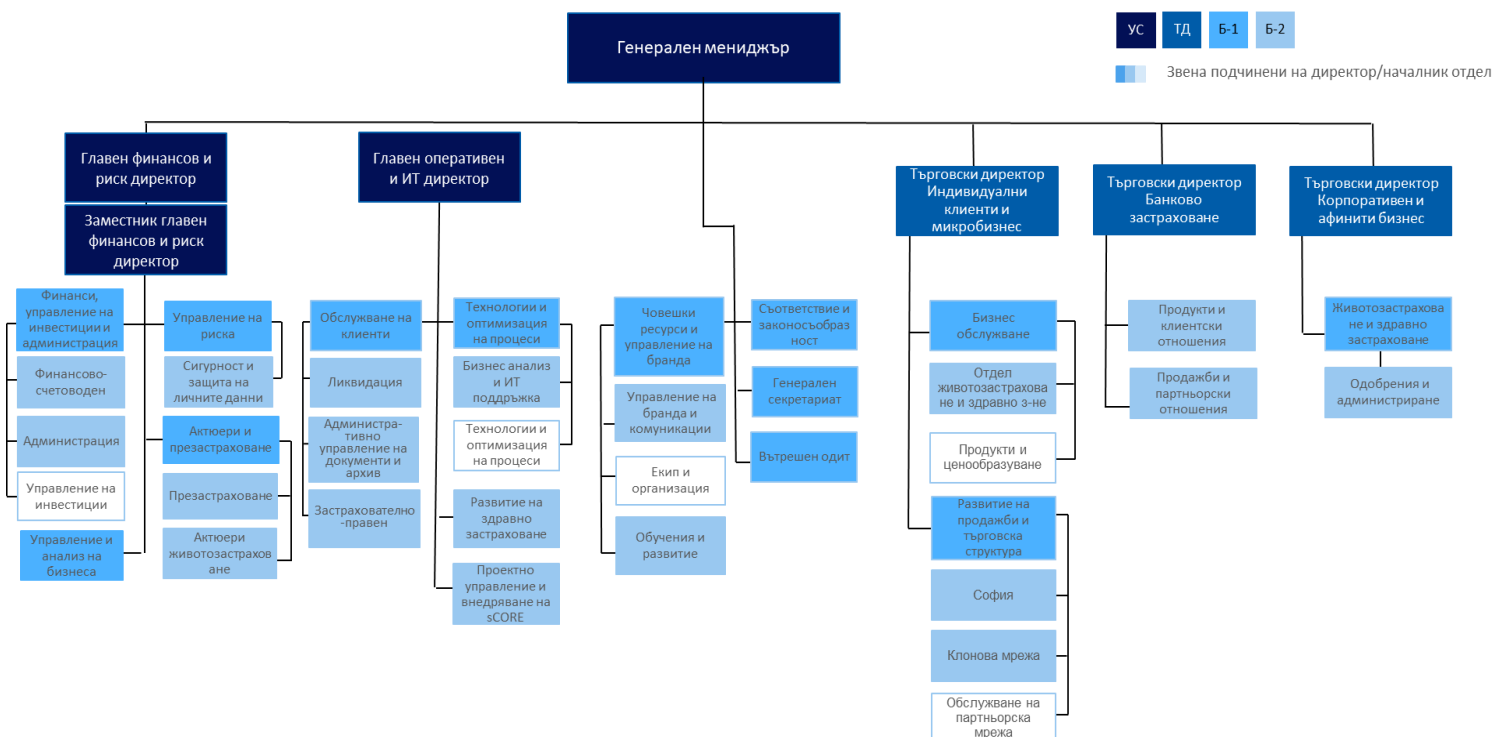 Генерален мениджър
УС
ТД
Б-1
Б-2
Звена подчинени на директор/началник отдел
Главен финансов и
риск директор
Заместник главен
финансов и риск
директор
Главен оперативен
и ИТ директор
Търговски директор
Индивидуални
клиенти и
микробизнес
Търговски директор
Банково
застраховане
Търговски директор
Корпоративен и
афинити бизнес
Финанси,
управление на
инвестиции и
администрация
Финансово-
счетоводен
Администрация
Управление на
инвестиции
Управление и
анализ на
бизнеса
Управление на
риска
Сигурност и
защита на
личните данни
Актюери и
презастраховане
Презастраховане
Актюери
животозастрахов
ане
Обслужване на
клиенти
Ликвидация
Администра-
тивно
управление на
документи и
архив
Застрахователно
-правен
Технологии и
оптимизация
на процеси
Бизнес анализ
и ИТ
поддръжка
Технологии и
оптимизация
на процеси
Развитие на
здравно
застраховане
Проектно
управление и
внедряване на
sCORE
Човешки
ресурси и
управление на
бранда
Управление на
бранда и
комуникации
Екип и
организация
Обучения и
развитие
Съответствие и
законосъобраз
ност
Генерален
секретариат
Вътрешен одит
Бизнес
обслужване
Отдел
животозастрахова
не и здравно з-не
Продукти и
ценообразуване
Развитие на
продажби и
търговска
структура
София
Клонова мрежа
Обслужване на
партньорска
мрежа
Продукти и
клиентски
отношения
Продажби и
партньорски
отношения
Животозастрахова
не и здравно
застраховане
Одобрения и
администриране